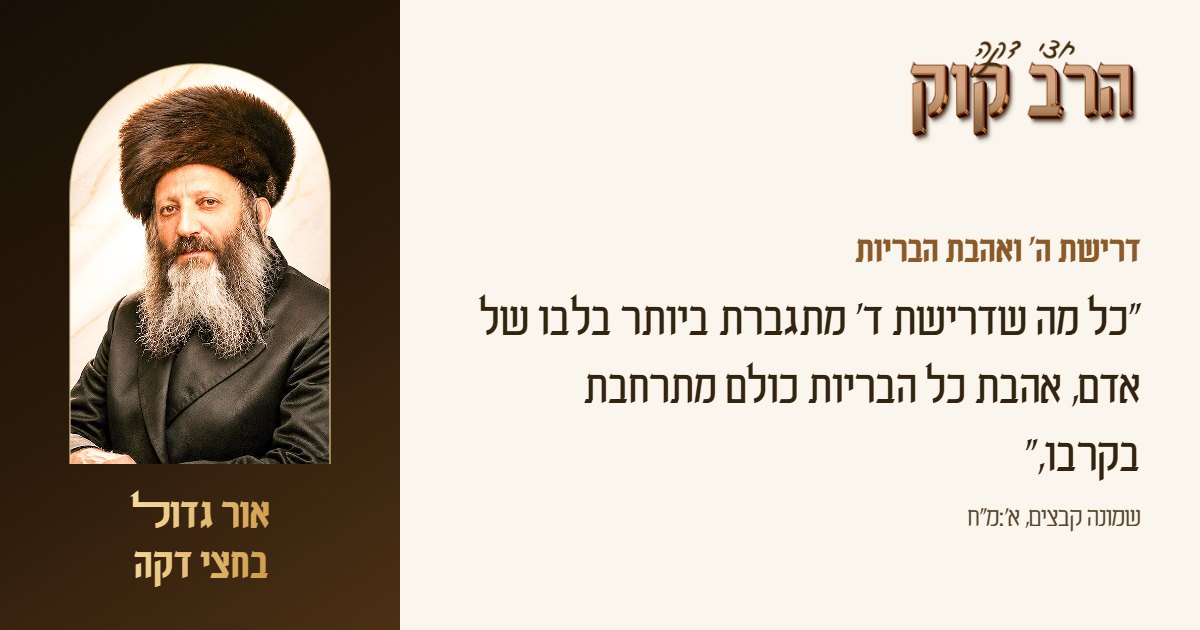 חצי דקה
הרב קוק
דרישת ה' ואהבת הבריות
"כל מה שדרישת ד' מתגברת ביותר בלבו של
אדם, אהבת כל הבריות כולם מתרחבת
בקרבו,"
שמונה קבצים, א':מ"ח
אור גדול
בחצי דקה